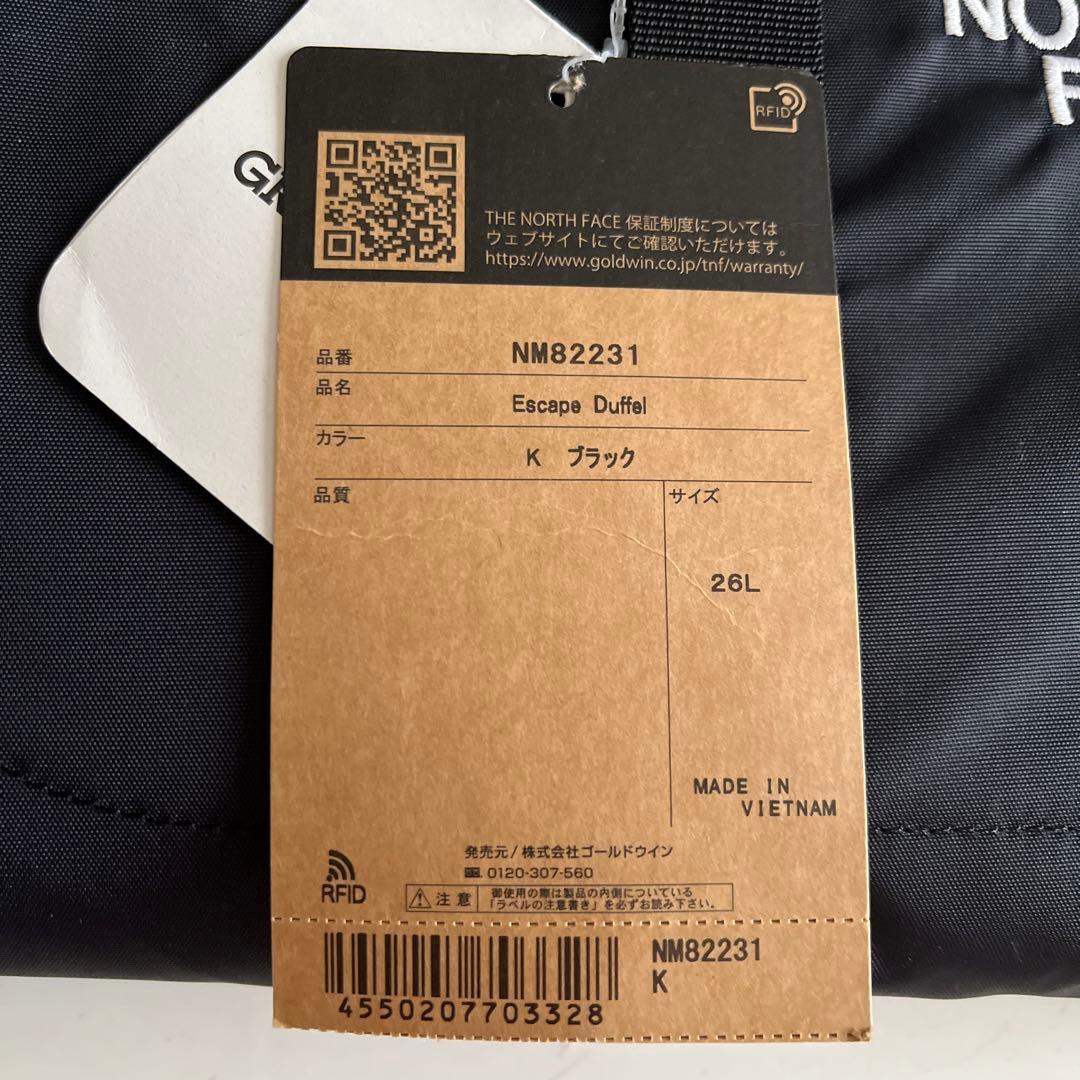 NO
F
G
RFID
THE NORTH FACE 保証制度については
ウェブサイトにてご確認いただけます。
https://www.goldwin.co.jp/tnf/warranty/
品番 NM82231
品名 Escape Duffel
カラー K ブラック
品質
サイズ
26L
MADE IN
VIETNAM
発売元/株式会社ゴールドウイン
0120-307-560
RFID
注意
御使用の際は製品の内側についている
「ラベルの注意書き」を必ずお読み下さい。
4550207703328
NM82231
K